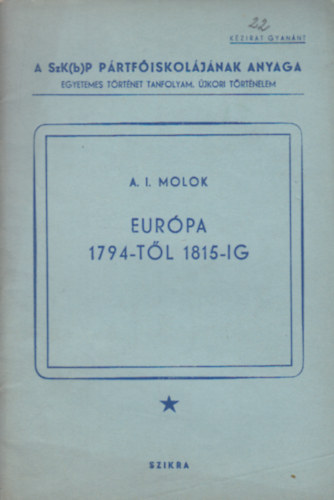 22
KÉZIRAT GYANÁNT
A SzK(b)P PÁRTFŐISKOLÁJÁNAK ANYAGA
EGYETEMES TÖRTÉNET TANFOLYAM. ÚJKORI TÖRTÉNELEM
A. I. MOLOK
EURÓPA
1794-TŐL 1815-IG
SZIKRA